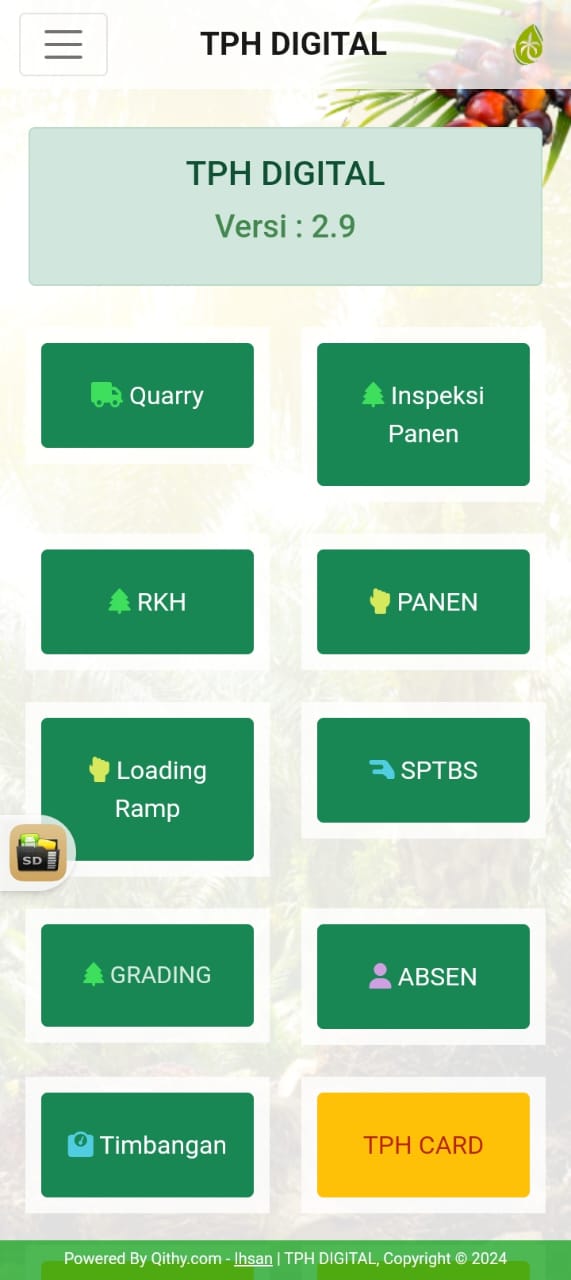 TPH DIGITAL
TPH DIGITAL
Versi : 2.9
Quarry
Inspeksi
Panen
RKH
PANEN
Loading
Ramp
SPTBS
SD
GRADING
ABSEN
Timbangan
TPH CARD
Powered By Qithy.com - Ihsan | TPH DIGITAL, Copyright © 2024